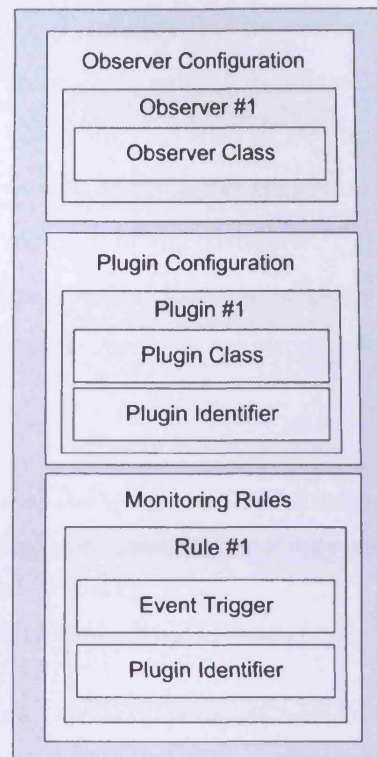 Observer Configuration
Observer #1
Observer Class
Plugin Configuration
Plugin #1
Plugin Class
Plugin Identifier
Monitoring Rules
Rule #1
Event Trigger
Plugin Identifier